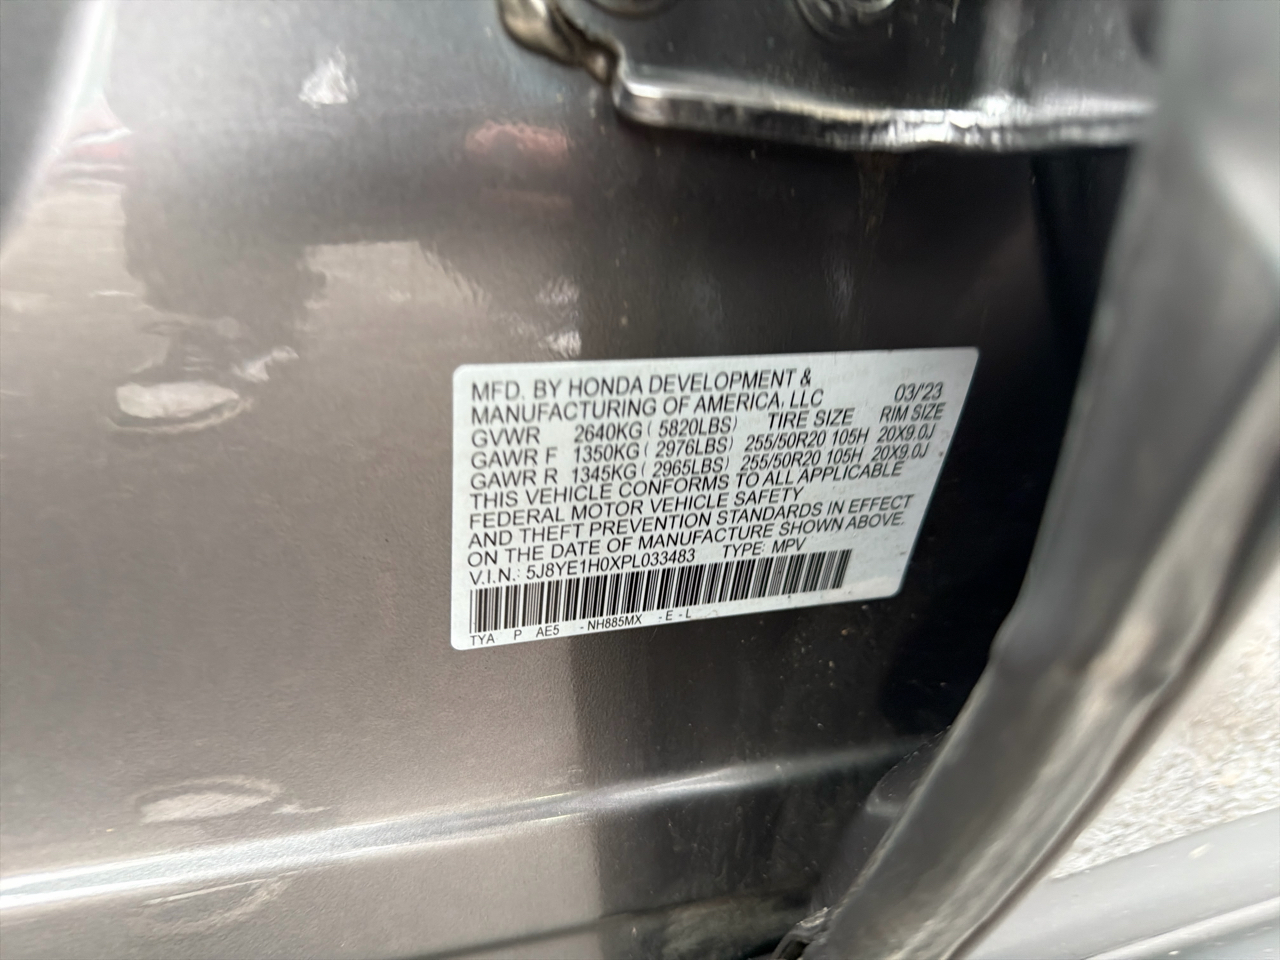 MFD. BY HONDA DEVELOPMENT &
MANUFACTURING OF AMERICA, LLC 03/'23
GVWR 2640KG ( 5820LBS) TIRE SIZE RIM SIZE
GAWR F 1350KG ( 2976LBS) 255/50R20 105H 20X9.0J
GAWR R 1345KG ( 2965LBS) 255/50R20 105H 20X9.0J
THIS VEHICLE CONFORMS TO ALL APPLICABLE
FEDERAL MOTOR VEHICLE SAFETY
AND THEFT PREVENTION STANDARDS IN EFFECT
ON THE DATE OF MANUFACTURE SHOWN ABOVE.
V.I.N.: 5J8YE1H0XPL033483 TYPE: MPV
TYA P AE5 -NH885MX -E-L